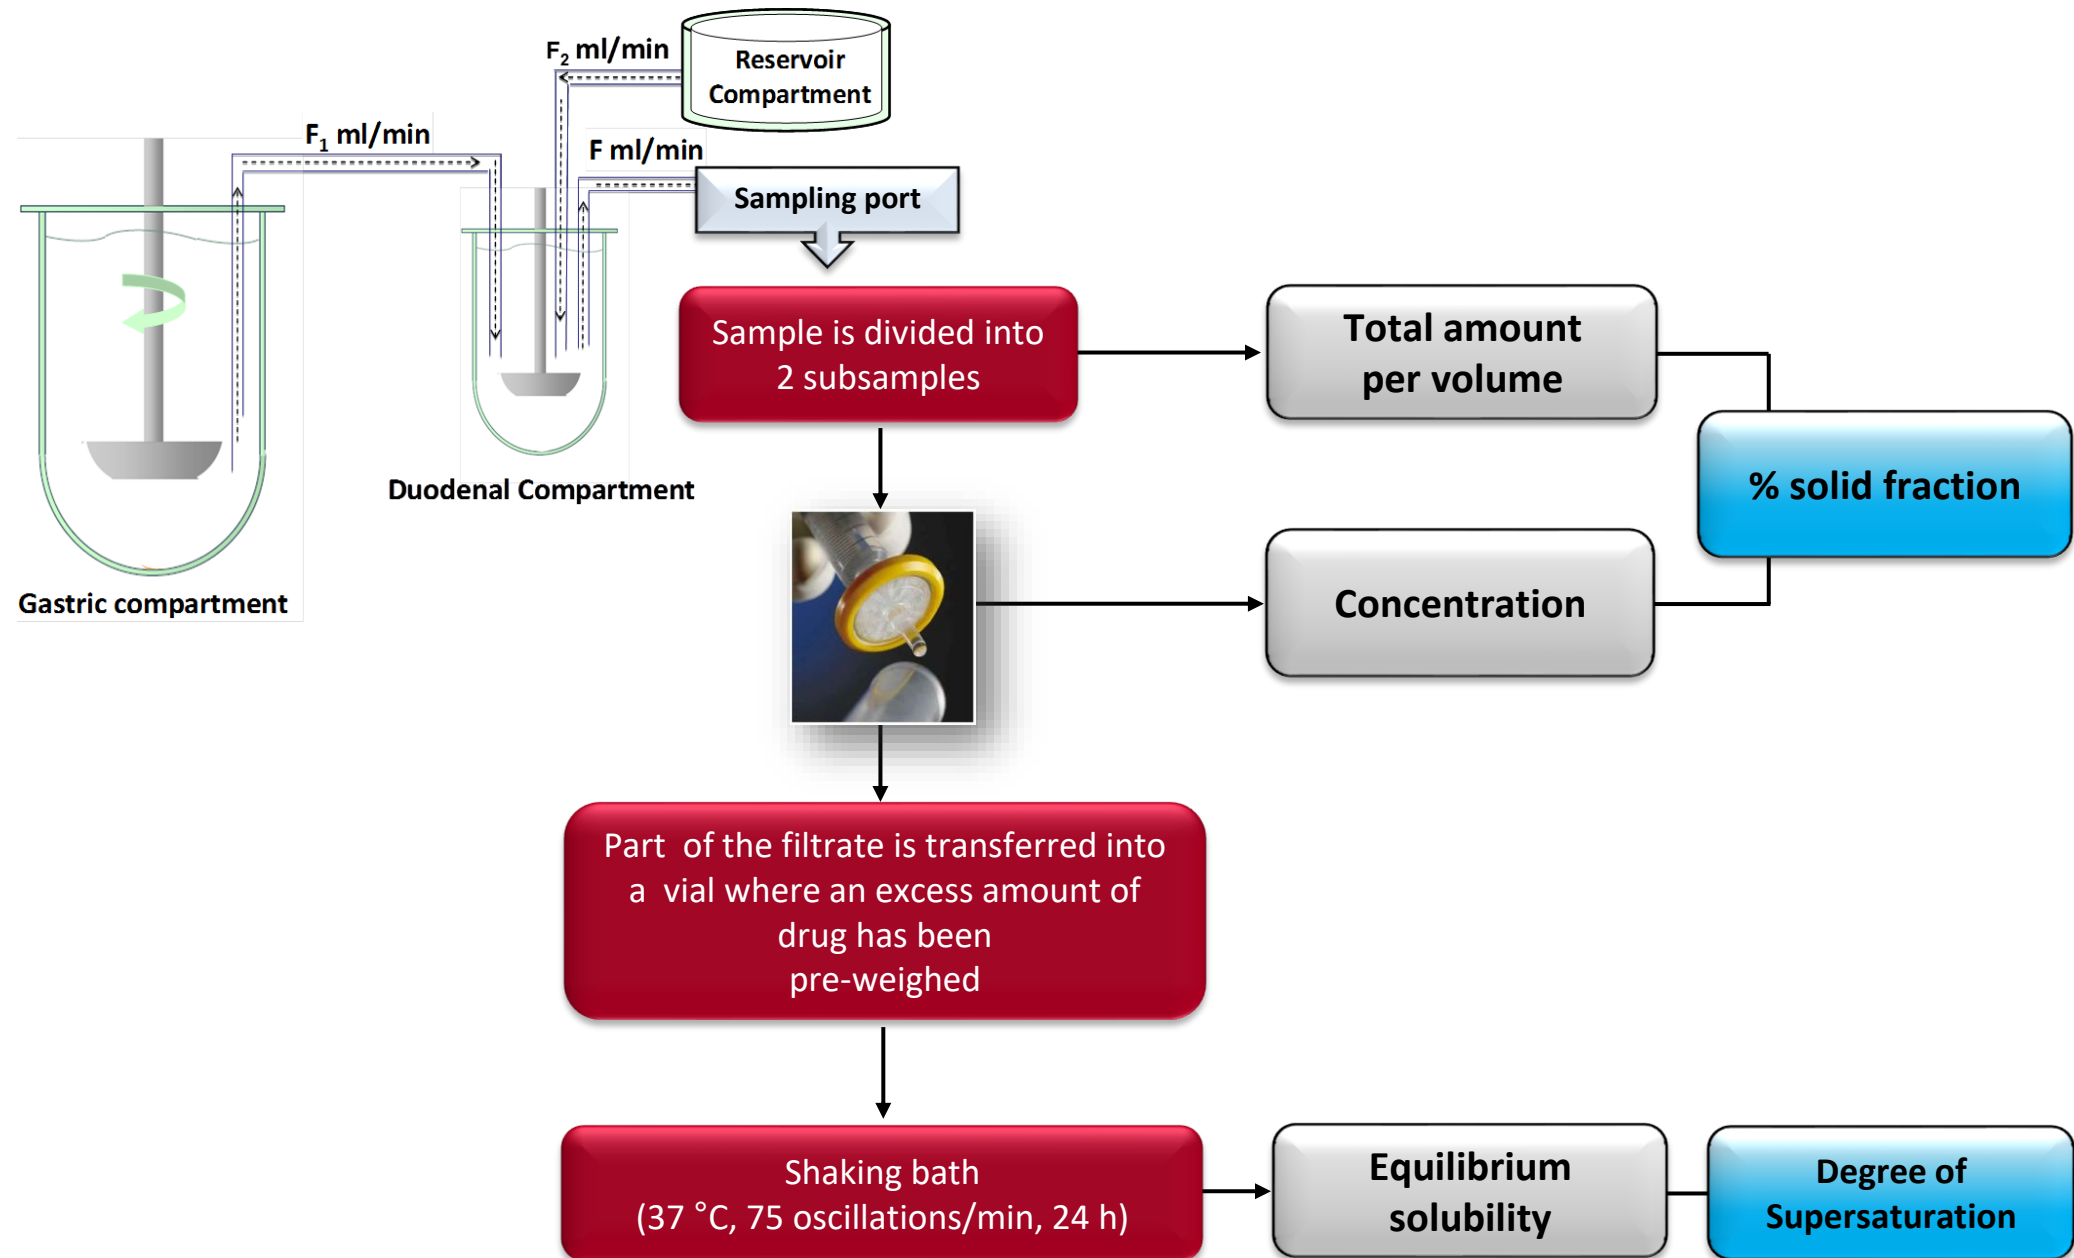 F₂ ml/min
Reservoir
Compartment
F₁ ml/min
F ml/min
Sampling port
Sample is divided into
2 subsamples
Total amount
per volume
% solid fraction
Duodenal Compartment
Concentration
Gastric compartment
Part of the filtrate is transferred into
a vial where an excess amount of
drug has been
pre-weighed
Shaking bath
(37 °C, 75 oscillations/min, 24 h)
Equilibrium
solubility
Degree of
Supersaturation